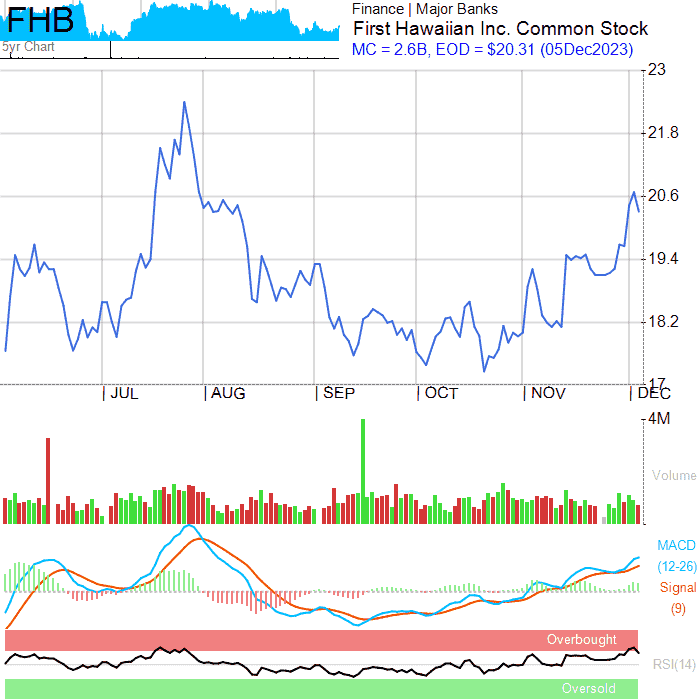 FHB
5yr Chart
Finance | Major Banks
First Hawaiian Inc. Common Stock
MC = 2.6B, EOD = $20.31 (05Dec2023)
23
21.8
20.6
19.4
18.2
17
| JUL | AUG | SEP | OCT | NOV | DEC
4M
Volume
MACD
(12-26)
Signal
(9)
Overbought
RSI(14)
Oversold